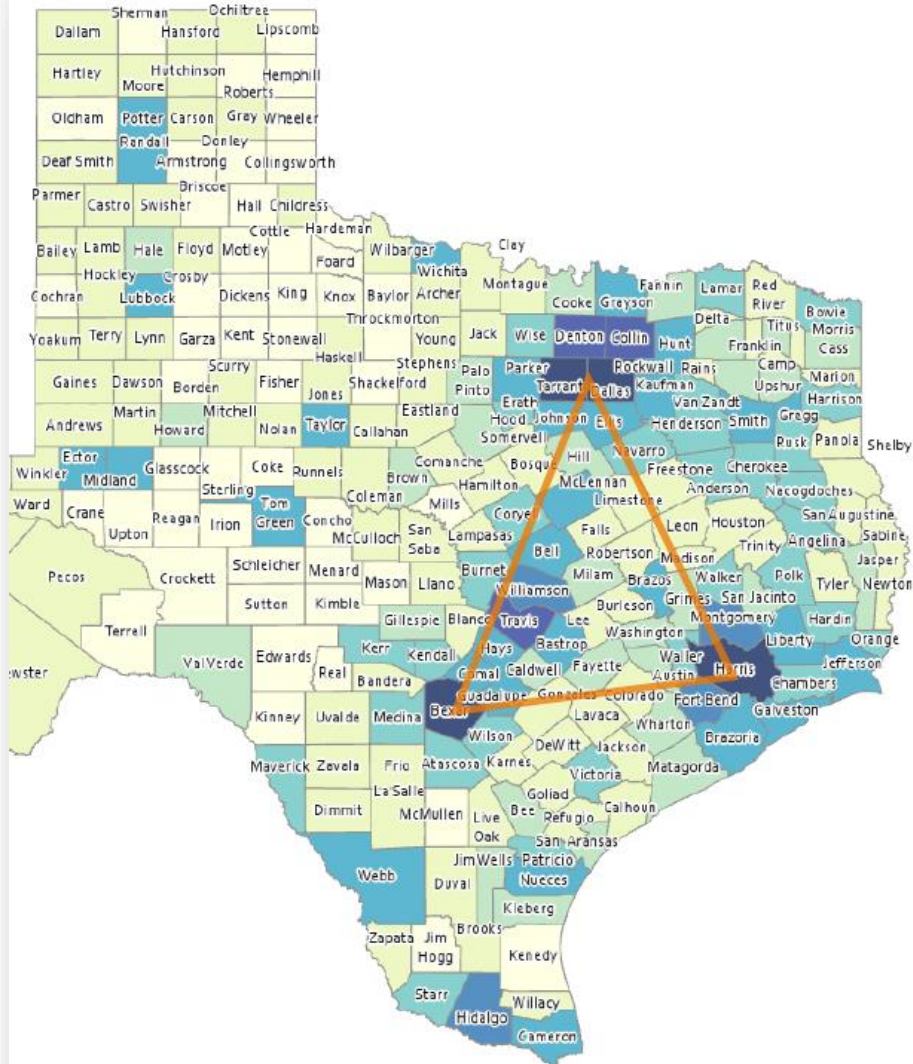 Sherman Ochiltree
Dallam Hansford Lipscomb
Hartley Moore Hutchinson Roberts Hemphill
Oldham Potter Carson Gray Wheeler
Deaf Smith Randall Armstrong Donley Collingsworth
Parmer Castro Swisher Briscoe Hall Childress
Bailey Lamb Hale Floyd Motley Cottle Hardeman Foard Wilbarger Wichita Clay
Cochran Hockley Lubbock Crosby Dickens King Knox Baylor Archer Montague Cooke Grayson Fannin Lamar Red River Bowie
Yoakum Terry Lynn Garza Kent Stonewall Haskell Throckmorton Young Jack Wise Denton Collin Hunt Delta Franklin Titus Morris Cass
Gaines Dawson Borden Scurry Fisher Jones Shackelford Stephens Palo Pinto Parker Tarrant Dallas Rockwall Kaufman Rains Camp Upshur Marion
Andrews Martin Howard Mitchell Nolan Taylor Callahan Eastland Erath Hood Somervell Johnson Ellis Van Zandt Henderson Smith Gregg Harrison
Winkler Ector Midland Glasscock Sterling Coke Runnels Coleman Brown Comanche Hamilton Bosque Hill Navarro Freestone Cherokee Rusk Panola Shelby
Ward Crane Upton Reagan Irion Tom Green Concho McCulloch San Saba Mills Lampasas McLennan Limestone Anderson Nacogdoches San Augustine Sabine
Pecos Crockett Schleicher Menard Mason Llano Burnet Bell Falls Robertson Leon Houston Madison Trinity Angelina Jasper Newton
Terrell Sutton Kimble Gillespie Blanco Williamson Milam Brazos Grimes Walker San Jacinto Polk Tyler Hardin
ewster Val Verde Edwards Real Kerr Bandera Kendall Hays Travis Bastrop Lee Burleson Washington Montgomery Liberty Orange Jefferson
Kinney Uvalde Medina Bexar Comal Guadalupe Caldwell Gonzales Fayette Colorado Austin Waller Harris Fort Bend Chambers Galveston Brazoria
Maverick Zavala Frio Atascosa Wilson Karnes DeWitt Lavaca Jackson Wharton Matagorda
Dimmit La Salle McMullen Live Oak Bee Goliad Victoria Refugio Calhoun Aransas
Webb Duval Jim Wells San Patricio Nueces
Kleberg
Zapata Jim Hogg Brooks Kenedy
Starr Hidalgo Willacy
Cameron
Coryell